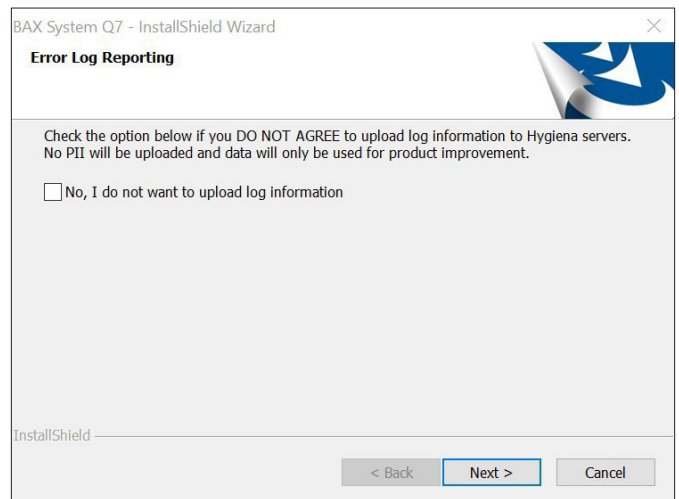 BAX System Q7 - InstallShield Wizard
Error Log Reporting
Check the option below if you DO NOT AGREE to upload log information to Hygiena servers.
No PII will be uploaded and data will only be used for product improvement.
No, I do not want to upload log information
InstallShield
< Back
Next >
Cancel